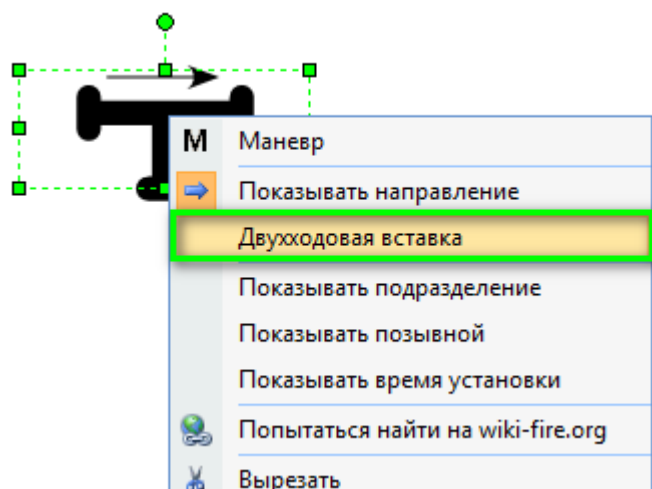 М Маневр
Показывать направление
Двухходовая вставка
Показывать подразделение
Показывать позывной
Показывать время установки
Попытаться найти на wiki-fire.org
Вырезать